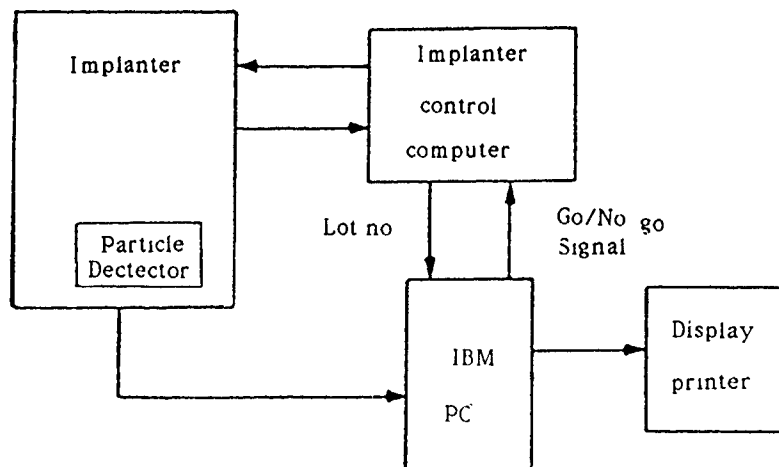 Implanter
Implanter
control
computer
Particle
Dectector
Lot no
Go/No go
Signal
IBM
PC
Display
printer